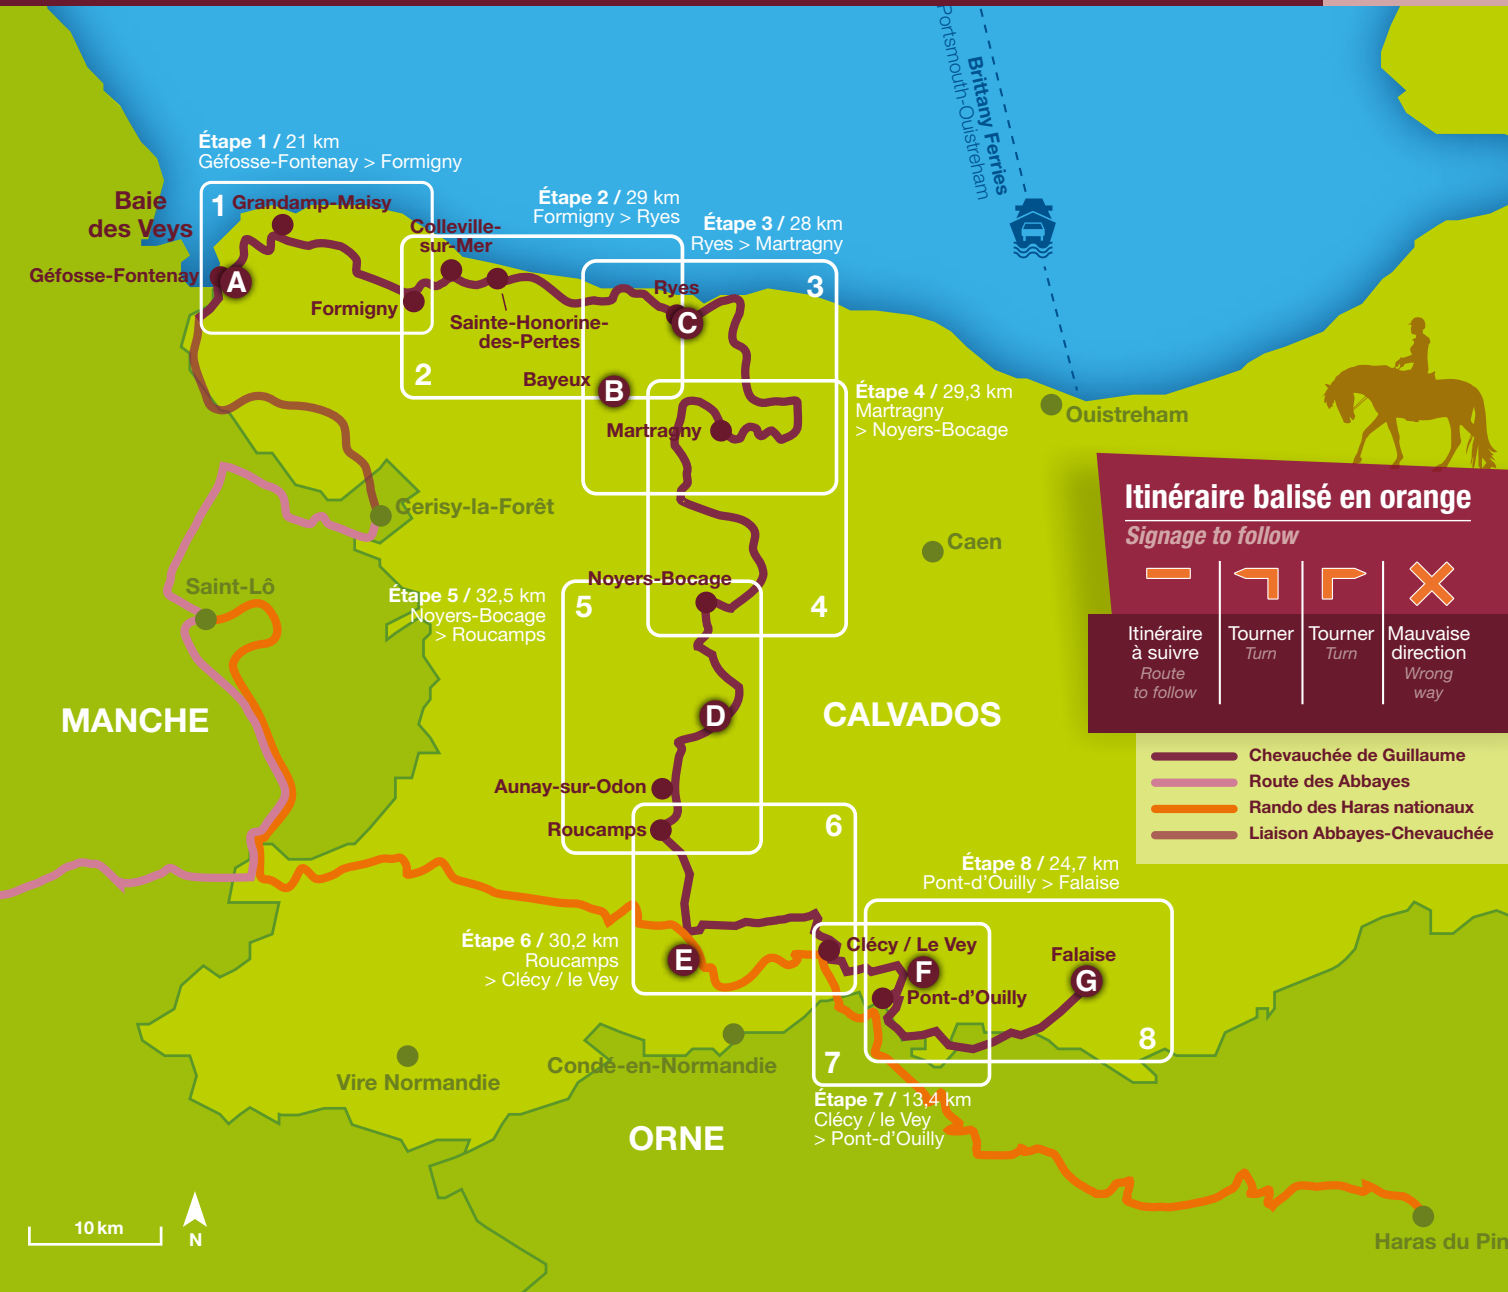 Portsmouth-Ouistreham
Brittany Ferries
Étape 1 / 21 km
Géfosse-Fontenay > Formigny
Baie
des Veys
1
Grandamp-Maisy
Étape 2 / 29 km
Formigny > Ryes
Étape 3 / 28 km
Ryes > Martragny
Colleville-
sur-Mer
Géfosse-Fontenay
A
Formigny
Sainte-Honorine-
des-Pertes
Ryes
C
3
2
Bayeux
B
Martragny
Étape 4 / 29,3 km
Martragny
> Noyers-Bocage
Ouistreham
Cerisy-la-Forêt
Caen
Saint-Lô
Noyers-Bocage
Étape 5 / 32,5 km
Noyers-Bocage
> Roucamps
5
4
Itinéraire balisé en orange
Signage to follow
Itinéraire
à suivre
Route
to follow
Tourner
Turn
Tourner
Turn
Mauvaise
direction
Wrong
way
MANCHE
D
CALVADOS
Chevauchée de Guillaume
Route des Abbayes
Rando des Haras nationaux
Liaison Abbayes-Chevauchée
Aunay-sur-Odon
Roucamps
6
Étape 8 / 24,7 km
Pont-d'Ouilly > Falaise
Étape 6 / 30,2 km
Roucamps
> Clécy / le Vey
E
Clécy / Le Vey
F
Falaise
G
Pont-d'Ouilly
8
7
Condé-en-Normandie
Vire Normandie
Étape 7 / 13,4 km
Clécy / le Vey
> Pont-d'Ouilly
ORNE
10 km
N
Haras du Pin